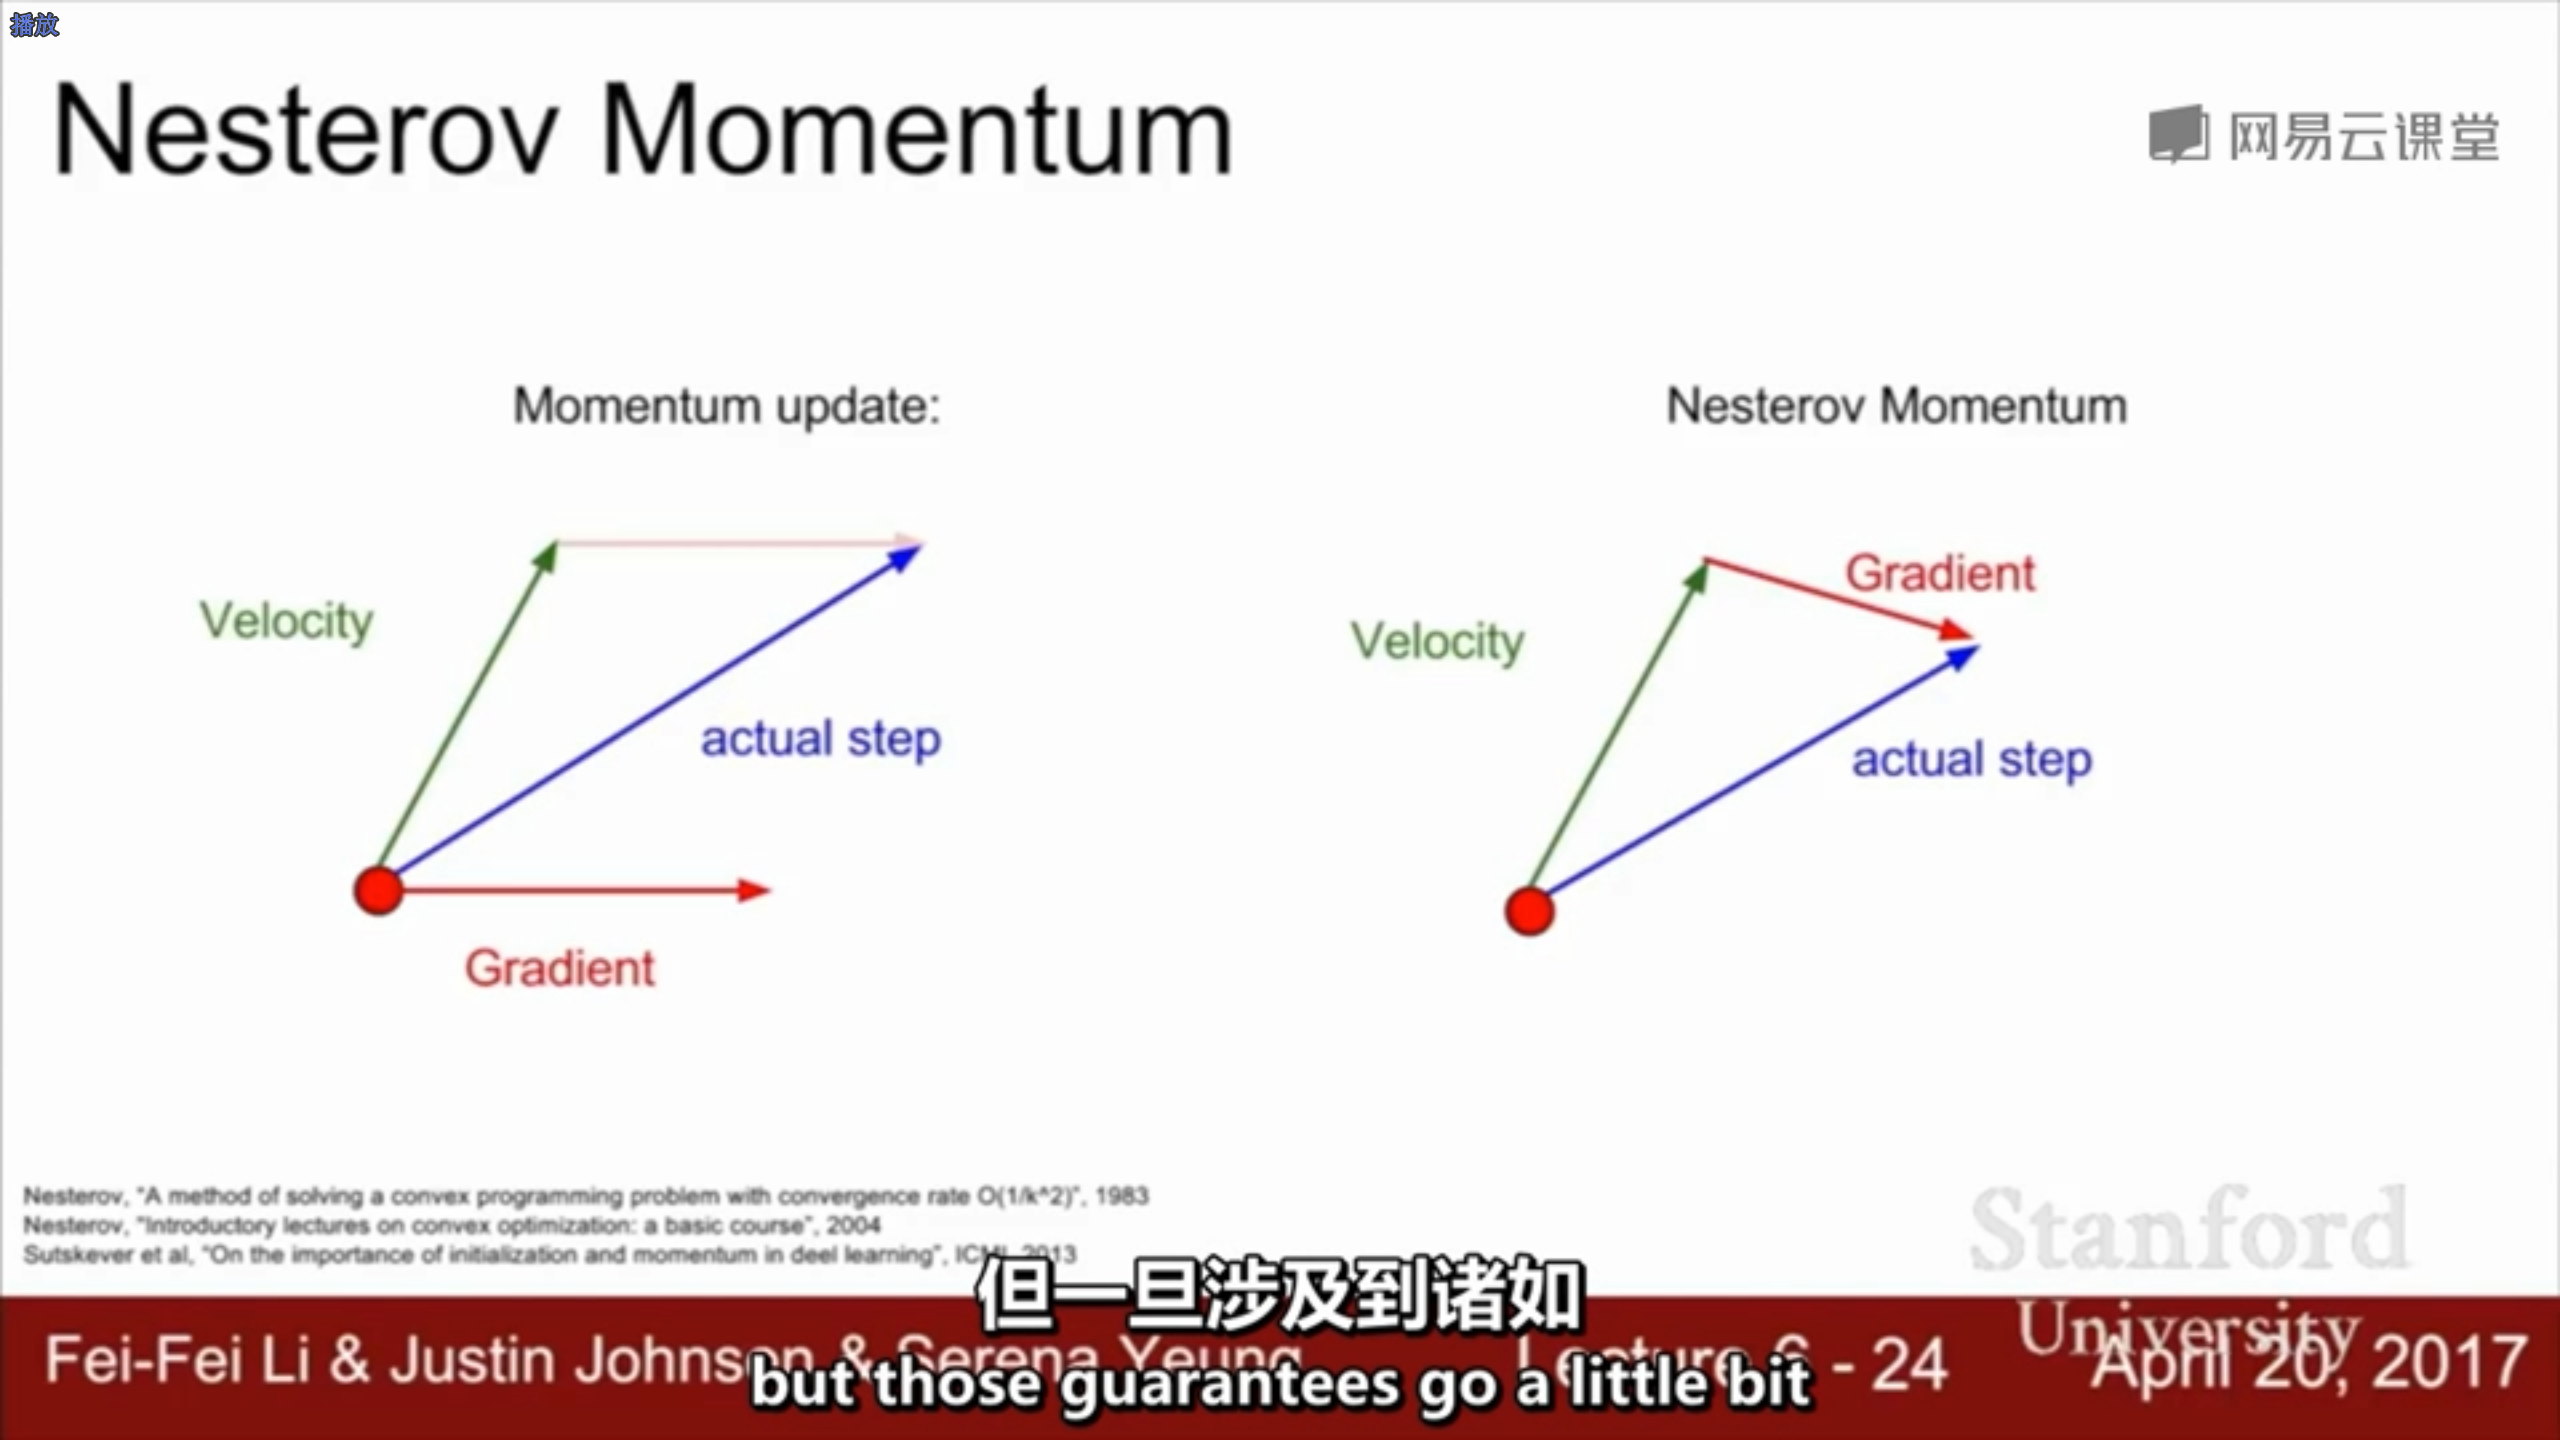 播放
Nesterov Momentum
网易云课堂
Momentum update:
Nesterov Momentum
Velocity
actual step
Gradient
Gradient
Velocity
actual step
Nesterov, "A method of solving a convex programming problem with convergence rate O(1/k^2)", 1983
Nesterov, "Introductory lectures on convex optimization: a basic course", 2004
Sutskever et al, "On the importance of initialization and momentum in deel learning", ICML 2013
Stanford
University
但一旦涉及到诸如
Fei-Fei Li & Justin Johnson & Serena Yeung
Lecture 6 - 24
April 20, 2017
but those guarantees go a little bit